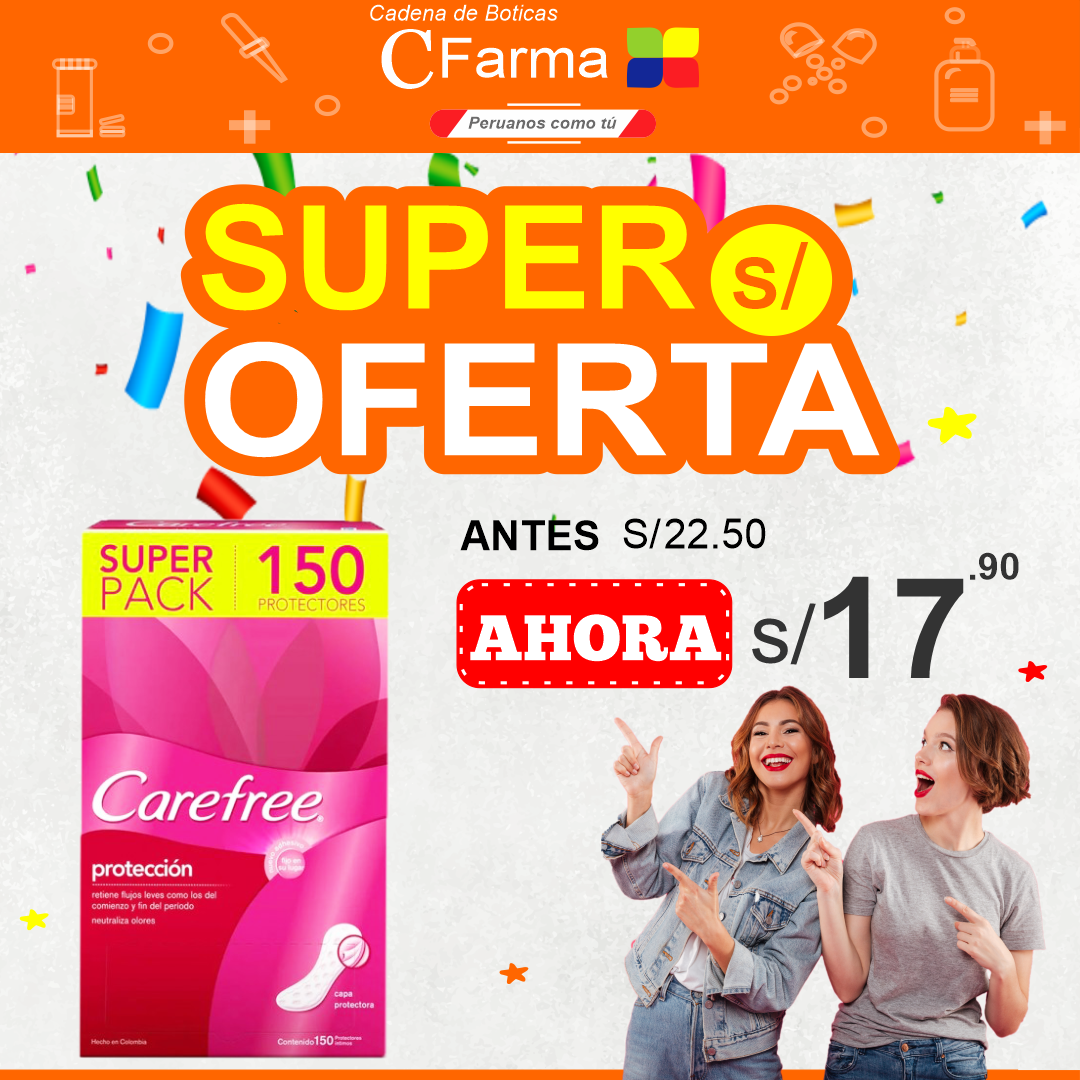 Cadena de Boticas
CFarma
Peruanos como tú
SUPER S/
OFERTA
ANTES S/22.50
AHORA S/17.90
Carefree
SUPER PACK
150 PROTECTORES
Carefree®
protección
retiene flujos leves como los del
comienzo y fin del periodo
neutraliza olores
capa
protectora
Hecho en Colombia
Contenido 150 Protectores
íntimos